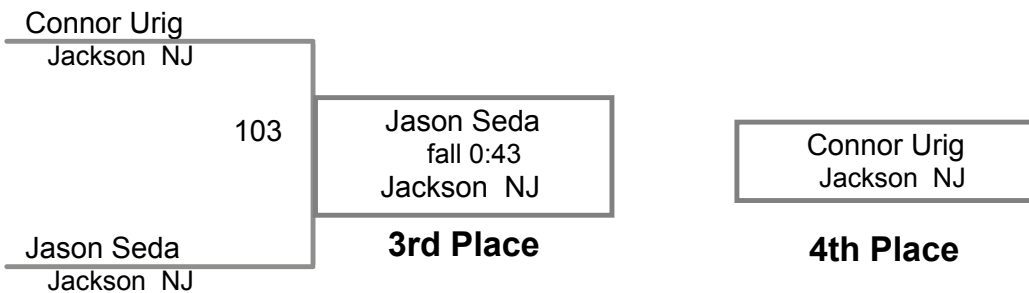 Connor Urig
Jackson NJ
103
Jason Seda
fall 0:43
Jackson NJ
Connor Urig
Jackson NJ
Jason Seda
Jackson NJ
3rd Place
4th Place